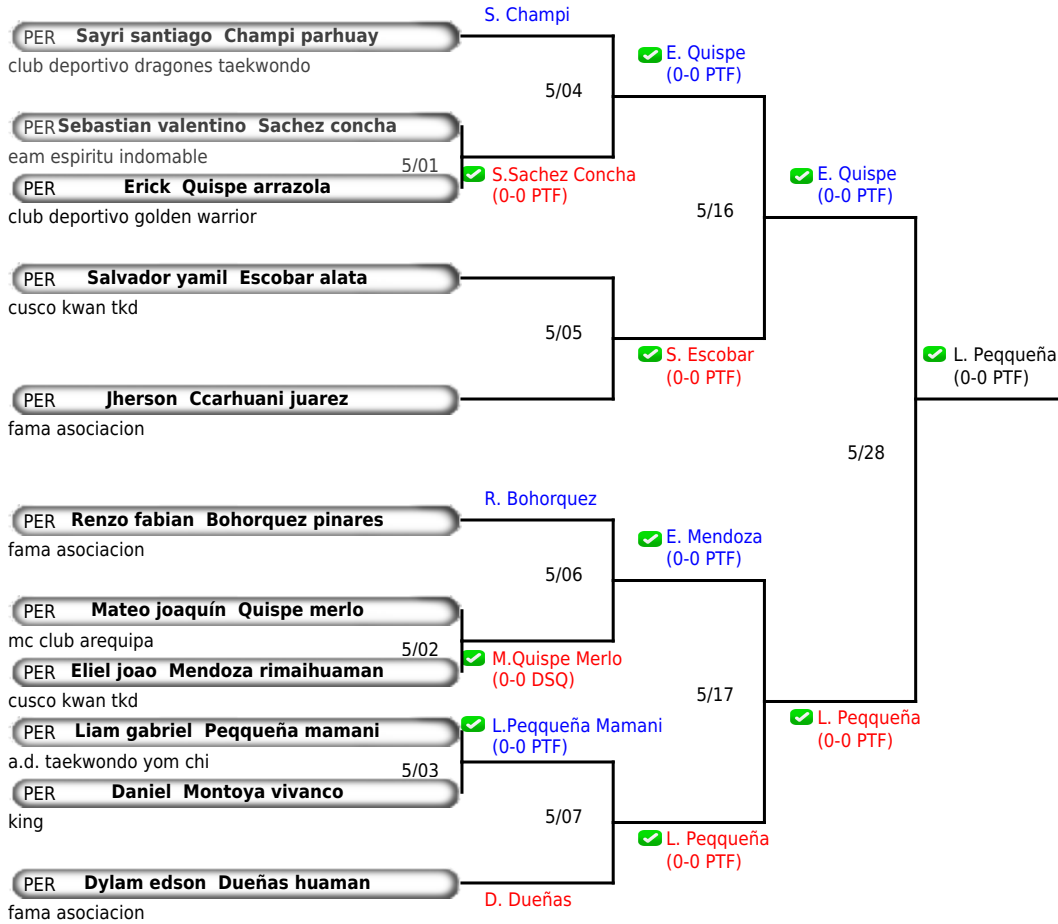 S. Champi
PER Sayri santiago Champi parhuay
club deportivo dragones taekwondo
E. Quispe
(0-0 PTF)
5/04
PER Sebastian valentino Sachez concha
eam espiritu indomable
5/01
S.Sachez Concha
(0-0 PTF)
PER Erick Quispe arrazola
club deportivo golden warrior
E. Quispe
(0-0 PTF)
5/16
PER Salvador yamil Escobar alata
cusco kwan tkd
5/05
S. Escobar
(0-0 PTF)
L. Peqqueña
(0-0 PTF)
PER Jherson Ccarhuani juarez
fama asociacion
5/28
R. Bohorquez
PER Renzo fabian Bohorquez pinares
fama asociacion
E. Mendoza
(0-0 PTF)
5/06
PER Mateo joaquín Quispe merlo
mc club arequipa
5/02
M.Quispe Merlo
(0-0 DSQ)
PER Eliel joao Mendoza rimaihuaman
cusco kwan tkd
5/17
L. Peqqueña
(0-0 PTF)
PER Liam gabriel Peqqueña mamani
L.Peqqueña Mamani
(0-0 PTF)
a.d. taekwondo yom chi
5/03
PER Daniel Montoya vivanco
king
5/07
L. Peqqueña
(0-0 PTF)
PER Dylam edson Dueñas huaman
D. Dueñas
fama asociacion